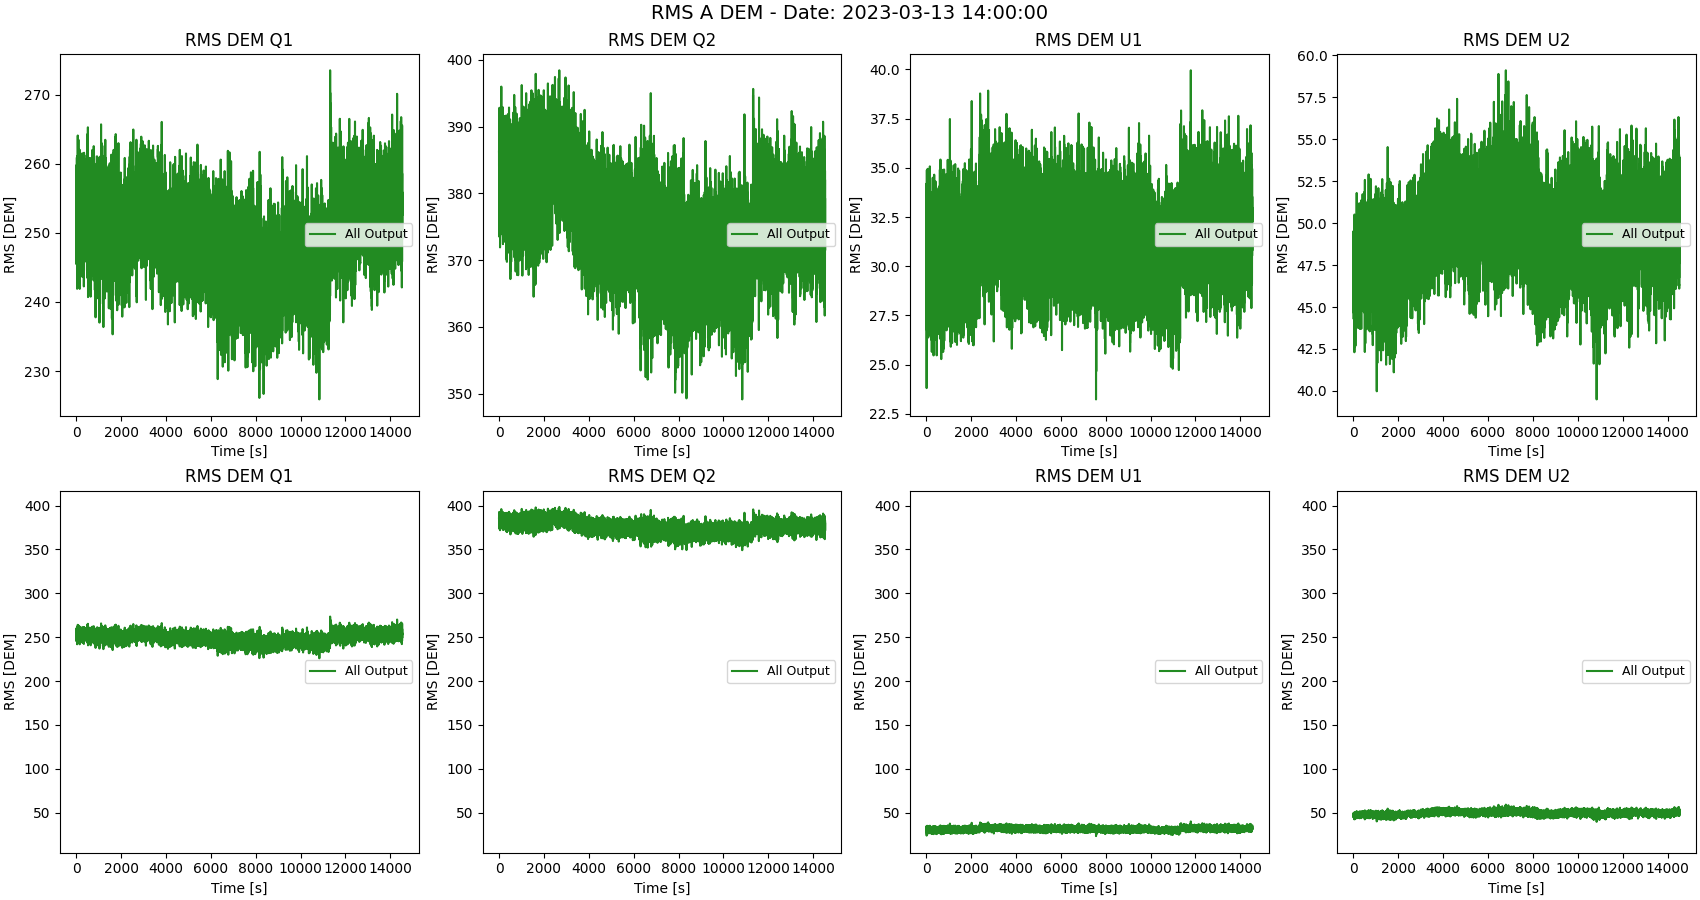 RMS A DEM - Date: 2023-03-13 14:00:00
RMS DEM Q1
RMS [DEM]
270
260
250
240
230
All Output
0 2000 4000 6000 8000 10000 12000 14000
Time [s]
RMS DEM Q2
RMS [DEM]
400
390
380
370
360
350
All Output
0 2000 4000 6000 8000 10000 12000 14000
Time [s]
RMS DEM U1
RMS [DEM]
40.0
37.5
35.0
32.5
30.0
27.5
25.0
22.5
All Output
0 2000 4000 6000 8000 10000 12000 14000
Time [s]
RMS DEM U2
RMS [DEM]
60.0
57.5
55.0
52.5
50.0
47.5
45.0
42.5
40.0
All Output
0 2000 4000 6000 8000 10000 12000 14000
Time [s]
RMS DEM Q1
RMS [DEM]
400
350
300
250
200
150
100
50
All Output
0 2000 4000 6000 8000 10000 12000 14000
Time [s]
RMS DEM Q2
RMS [DEM]
400
350
300
250
200
150
100
50
All Output
0 2000 4000 6000 8000 10000 12000 14000
Time [s]
RMS DEM U1
RMS [DEM]
400
350
300
250
200
150
100
50
All Output
0 2000 4000 6000 8000 10000 12000 14000
Time [s]
RMS DEM U2
RMS [DEM]
400
350
300
250
200
150
100
50
All Output
0 2000 4000 6000 8000 10000 12000 14000
Time [s]